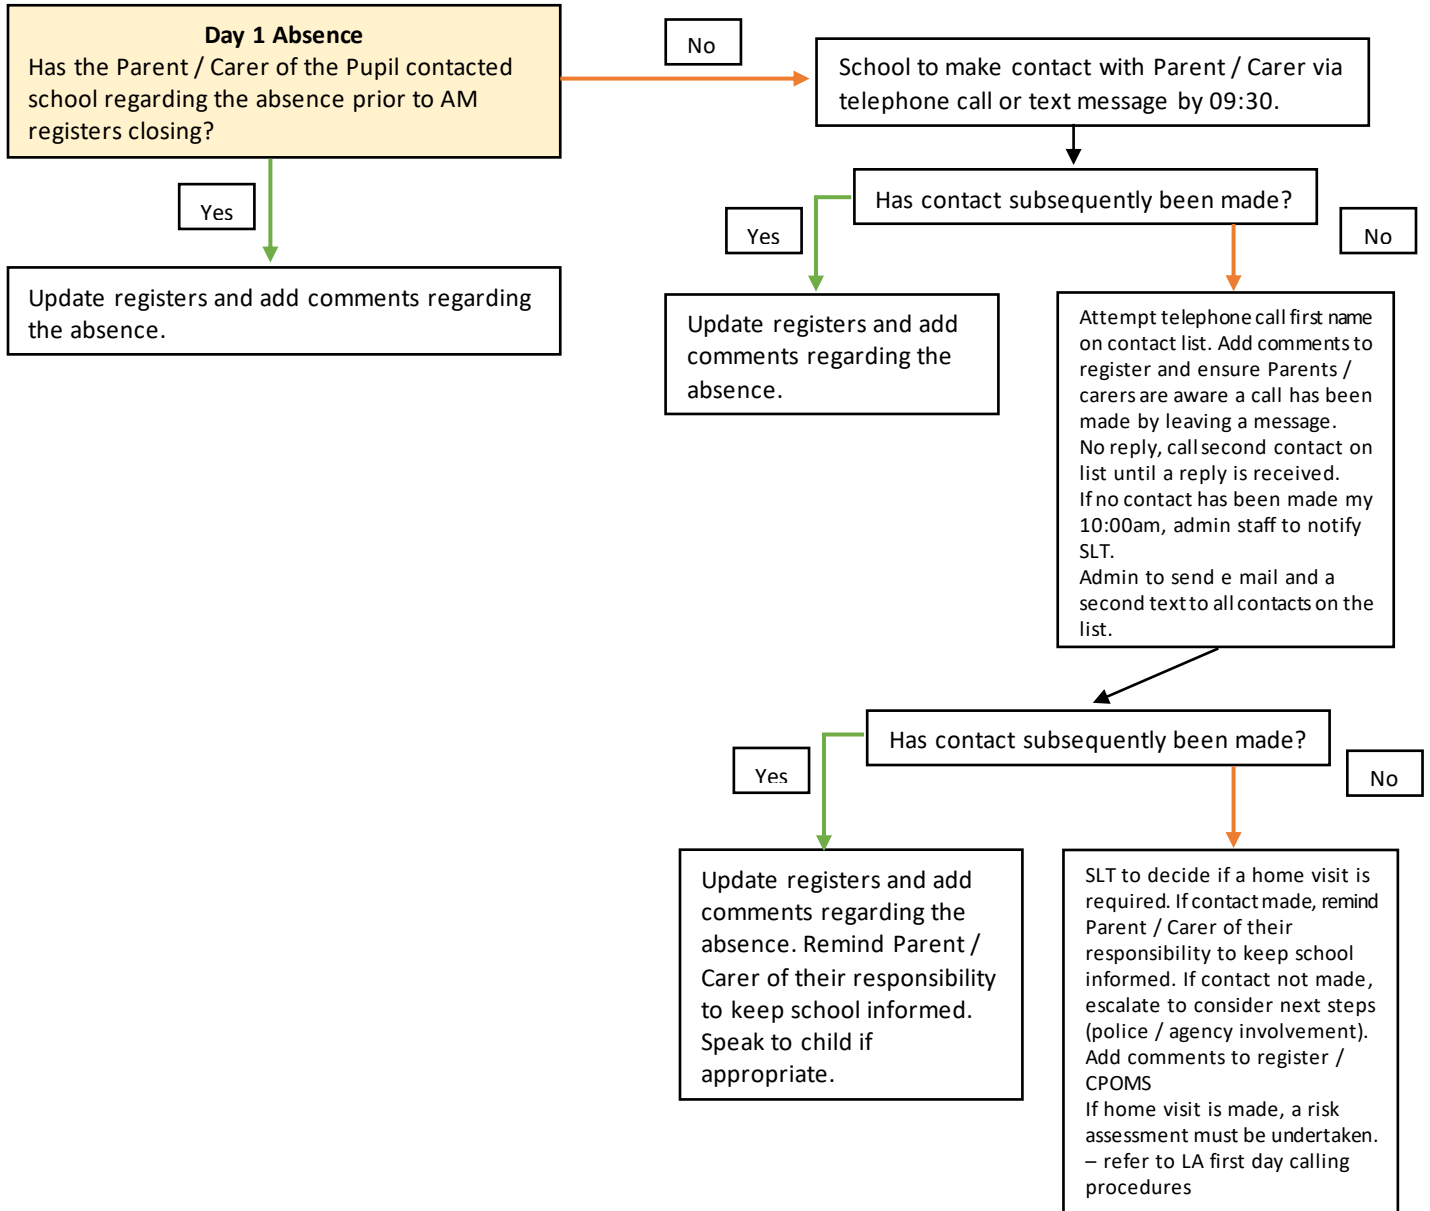 Day 1 Absence
Has the Parent / Carer of the Pupil contacted
school regarding the absence prior to AM
registers closing?
No
School to make contact with Parent / Carer via
telephone call or text message by 09:30.
Yes
Update registers and add comments regarding
the absence.
Has contact subsequently been made?
Yes
No
Update registers and add
comments regarding the
absence.
Attempt telephone call first name
on contact list. Add comments to
register and ensure Parents /
carers are aware a call has been
made by leaving a message.
No reply, call second contact on
list until a reply is received.
If no contact has been made my
10:00am, admin staff to notify
SLT.
Admin to send e mail and a
second text to all contacts on the
list.
Has contact subsequently been made?
Yes
No
Update registers and add
comments regarding the
absence. Remind Parent /
Carer of their responsibility
to keep school informed.
Speak to child if
appropriate.
SLT to decide if a home visit is
required. If contact made, remind
Parent / Carer of their
responsibility to keep school
informed. If contact not made,
escalate to consider next steps
(police / agency involvement).
Add comments to register /
CPOMS
If home visit is made, a risk
assessment must be undertaken.
– refer to LA first day calling
procedures